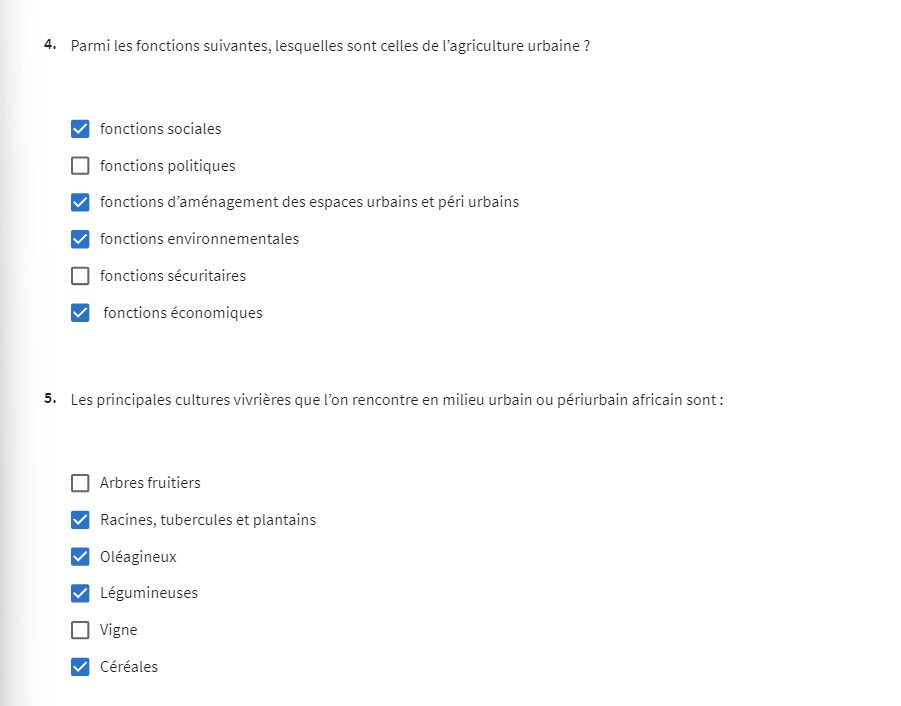 4. Parmi les fonctions suivantes, lesquelles sont celles de l’agriculture urbaine ?
fonctions sociales
fonctions politiques
fonctions d’aménagement des espaces urbains et péri urbains
fonctions environnementales
fonctions sécuritaires
fonctions économiques
5. Les principales cultures vivrières que l’on rencontre en milieu urbain ou périurbain africain sont :
Arbres fruitiers
Racines, tubercules et plantains
Oléagineux
Légumineuses
Vigne
Céréales